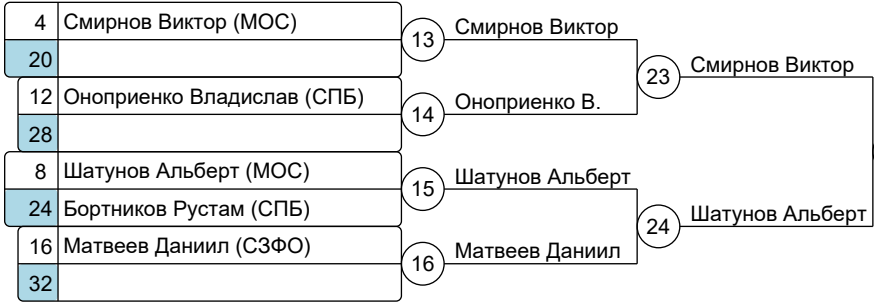 4 Смирнов Виктор (МОС)
20
12 Оноприенко Владислав (СПБ)
28
8 Шатунов Альберт (МОС)
24 Бортников Рустам (СПБ)
16 Матвеев Даниил (СЗФО)
32
13 Смирнов Виктор
14 Оноприенко В.
15 Шатунов Альберт
16 Матвеев Даниил
23 Смирнов Виктор
24 Шатунов Альберт